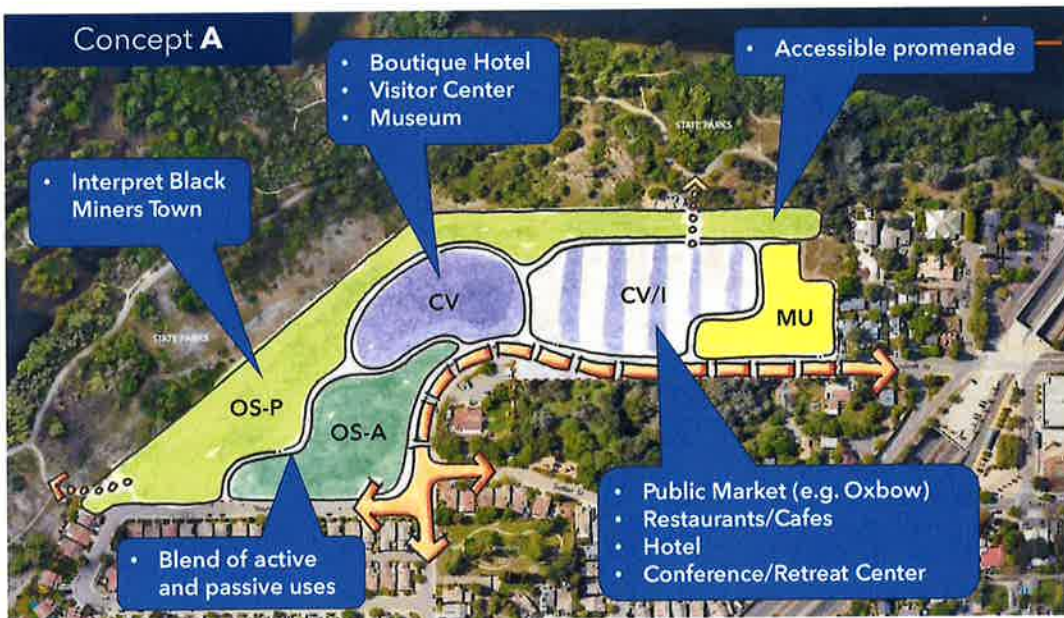 Concept A
• Boutique Hotel
• Visitor Center
• Museum
• Accessible promenade
STATE PARKS
• Interpret Black
Miners Town
CV
CV/I
MU
STATE PARKS
OS-P
OS-A
• Public Market (e.g. Oxbow)
• Restaurants/Cafes
• Hotel
• Conference/Retreat Center
• Blend of active
and passive uses